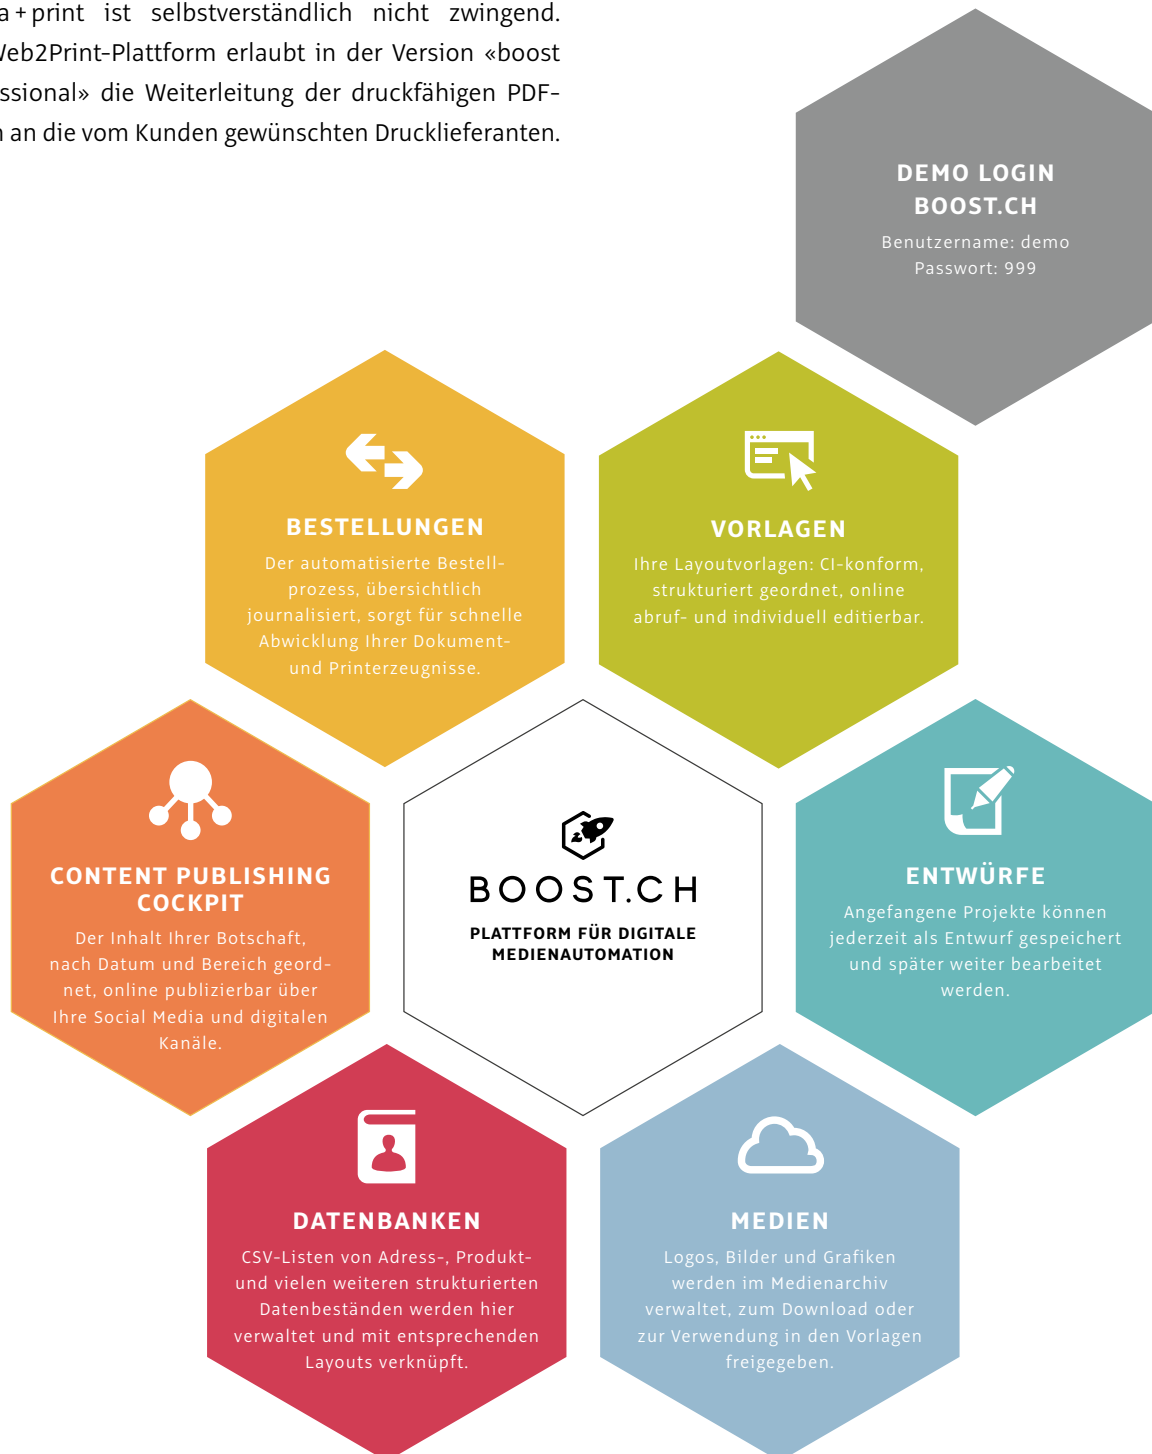 + print ist selbstverständlich nicht zwingend.
Web2Print-Plattform erlaubt in der Version «boost
die Weiterleitung der druckfähigen PDF-
an die vom Kunden gewünschten Drucklieferanten.
DEMO LOGIN
BOOST.CH
Benutzername: demo
Passwort: 999
BESTELLUNGEN
Der automatisierte Bestell-
prozess, übersichtlich
journalisiert, sorgt für schnelle
Abwicklung Ihrer Dokument-
und Printerzeugnisse.
VORLAGEN
Ihre Layoutvorlagen: CI-konform,
strukturiert geordnet, online
abruf- und individuell editierbar.
CONTENT PUBLISHING
COCKPIT
Der Inhalt Ihrer Botschaft,
nach Datum und Bereich geord-
net, online publizierbar über
Ihre Social Media und digitalen
Kanäle.
BOOST.CH
PLATTFORM FÜR DIGITALE
MEDIENAUTOMATION
ENTWÜRFE
Angefangene Projekte können
jederzeit als Entwurf gespeichert
und später weiter bearbeitet
werden.
DATENBANKEN
CSV-Listen von Adress-, Produkt-
und vielen weiteren strukturierten
Datenbeständen werden hier
verwaltet und mit entsprechenden
Layouts verknüpft.
MEDIEN
Logos, Bilder und Grafiken
werden im Medienarchiv
verwaltet, zum Download oder
zur Verwendung in den Vorlagen
freigegeben.